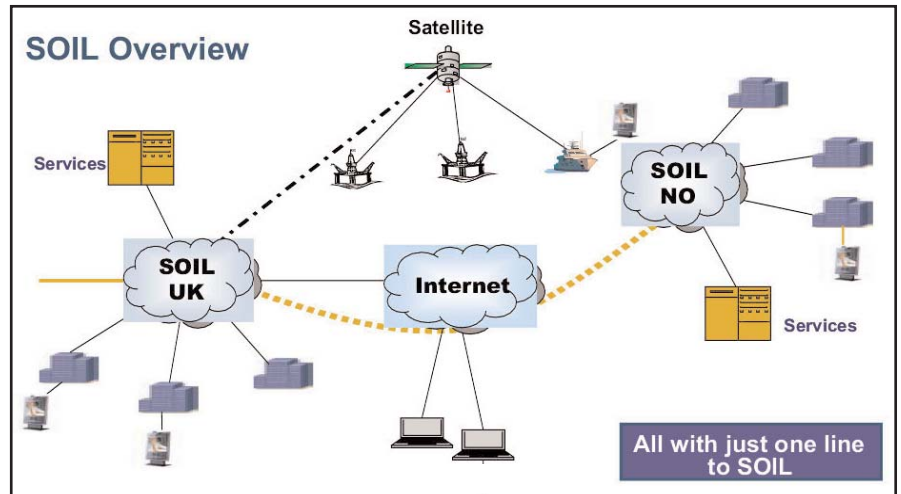 SOIL Overview
Satellite
Services
SOIL
NO
SOIL
UK
Internet
Services
All with just one line
to SOIL